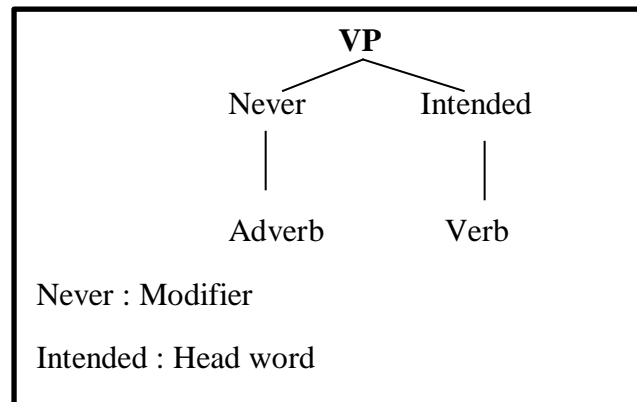 VP
Never Intended
Adverb Verb
Never : Modifier
Intended : Head word